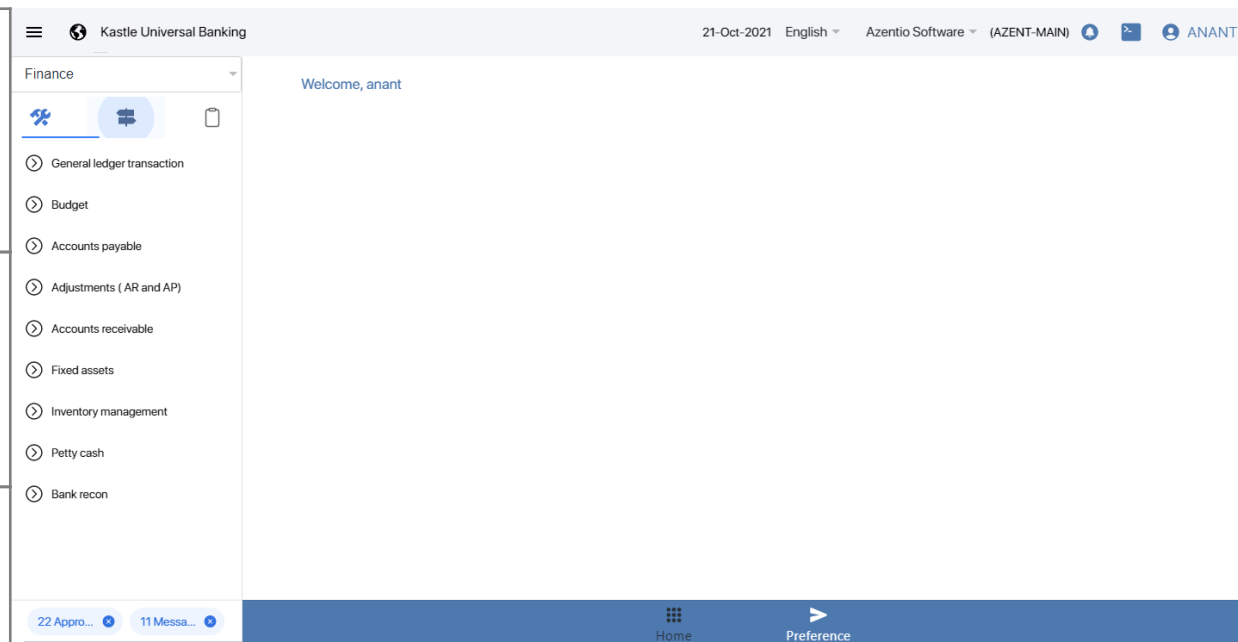 Kastle Universal Banking
21-Oct-2021 English Azentio Software (AZENT-MAIN) ANANT
Finance
Welcome, anant
General ledger transaction
Budget
Accounts payable
Adjustments ( AR and AP)
Accounts receivable
Fixed assets
Inventory management
Petty cash
Bank recon
22 Appro... 11 Messa...
Home Preference